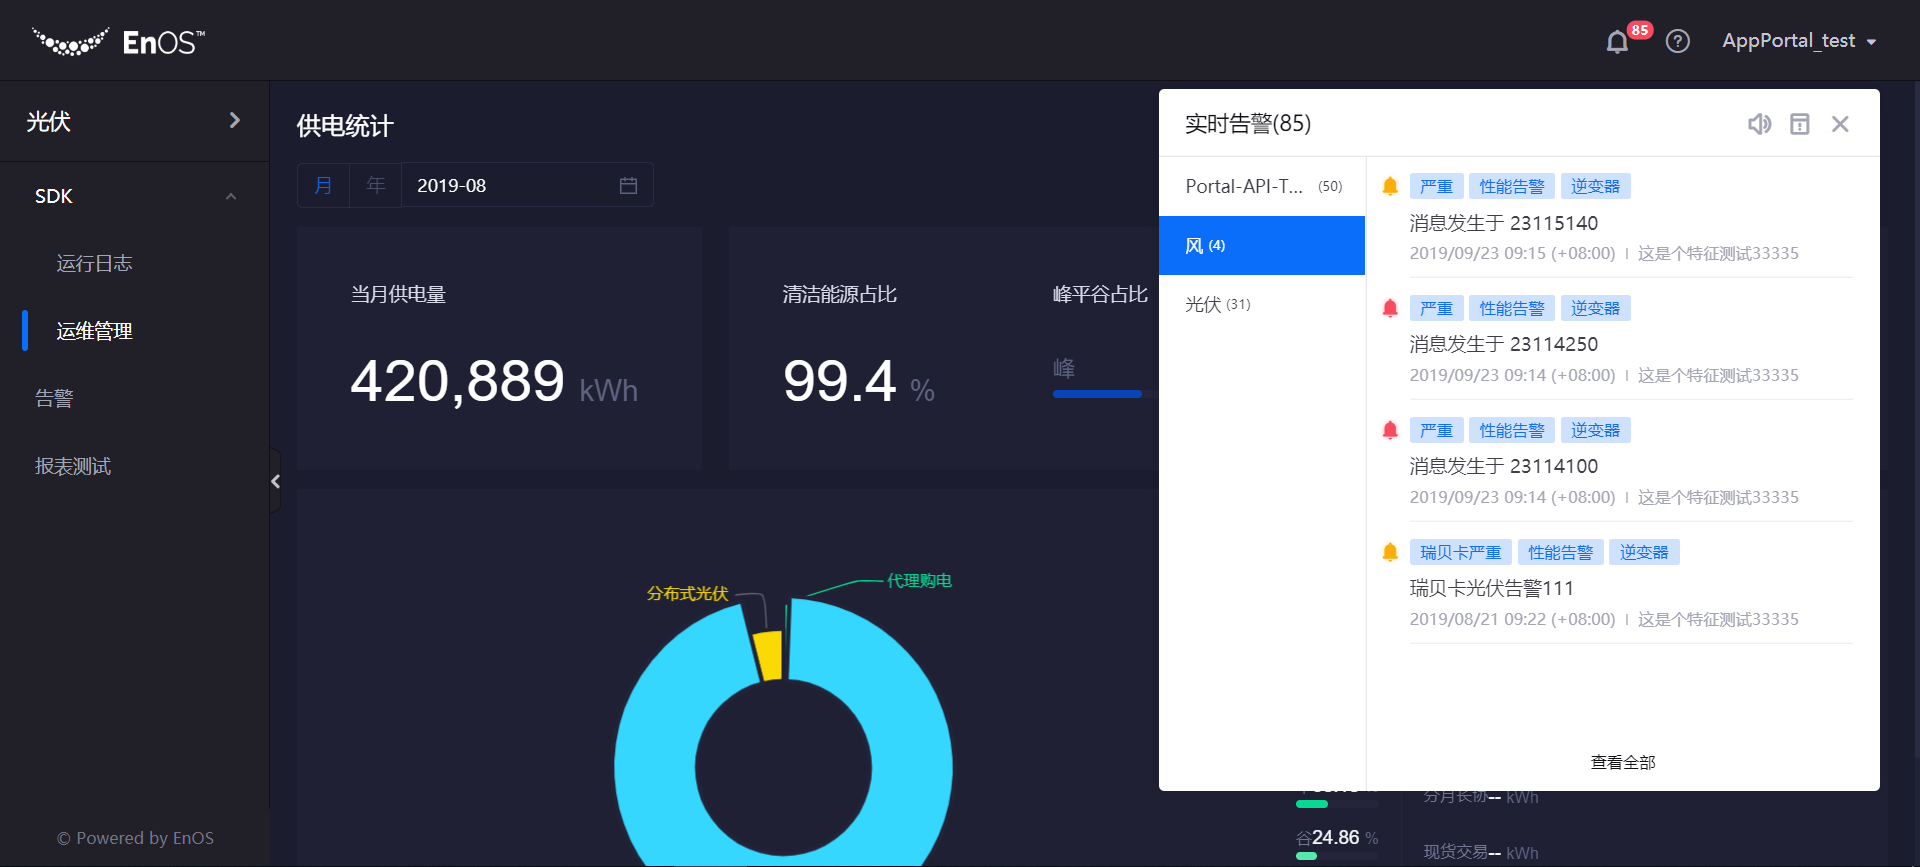 EnOS™
85
AppPortal_test
光伏
SDK
运行日志
运维管理
告警
报表测试
© Powered by EnOS
供电统计
月 年 2019-08
当月供电量
420,889 kWh
清洁能源占比
99.4 %
峰平谷占比
峰
分布式光伏
代理购电
谷24.86 %
分月长协-- kWh
现货交易-- kWh
实时告警(85)
Portal-API-T... (50)
风 (4)
光伏 (31)
严重 性能告警 逆变器
消息发生于 23115140
2019/09/23 09:15 (+08:00) | 这是个特征测试33335
严重 性能告警 逆变器
消息发生于 23114250
2019/09/23 09:14 (+08:00) | 这是个特征测试33335
严重 性能告警 逆变器
消息发生于 23114100
2019/09/23 09:14 (+08:00) | 这是个特征测试33335
瑞贝卡严重 性能告警 逆变器
瑞贝卡光伏告警111
2019/08/21 09:22 (+08:00) | 这是个特征测试33335
查看全部